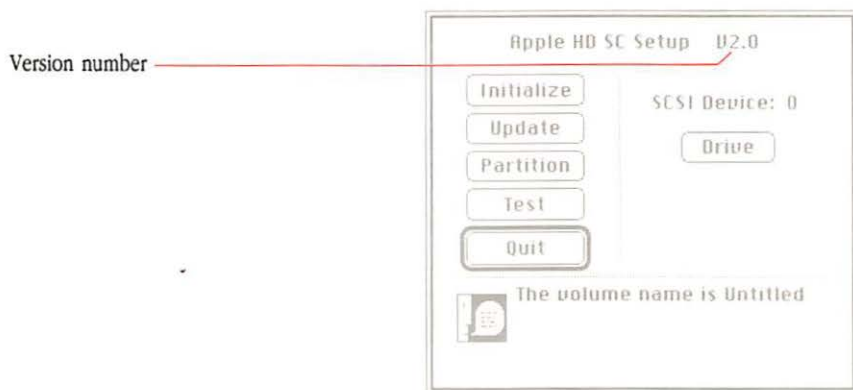 Apple HD SC Setup V2.0
Version number
Initialize
SCSI Device: 0
Update
Drive
Partition
Test
Quit
The volume name is Untitled